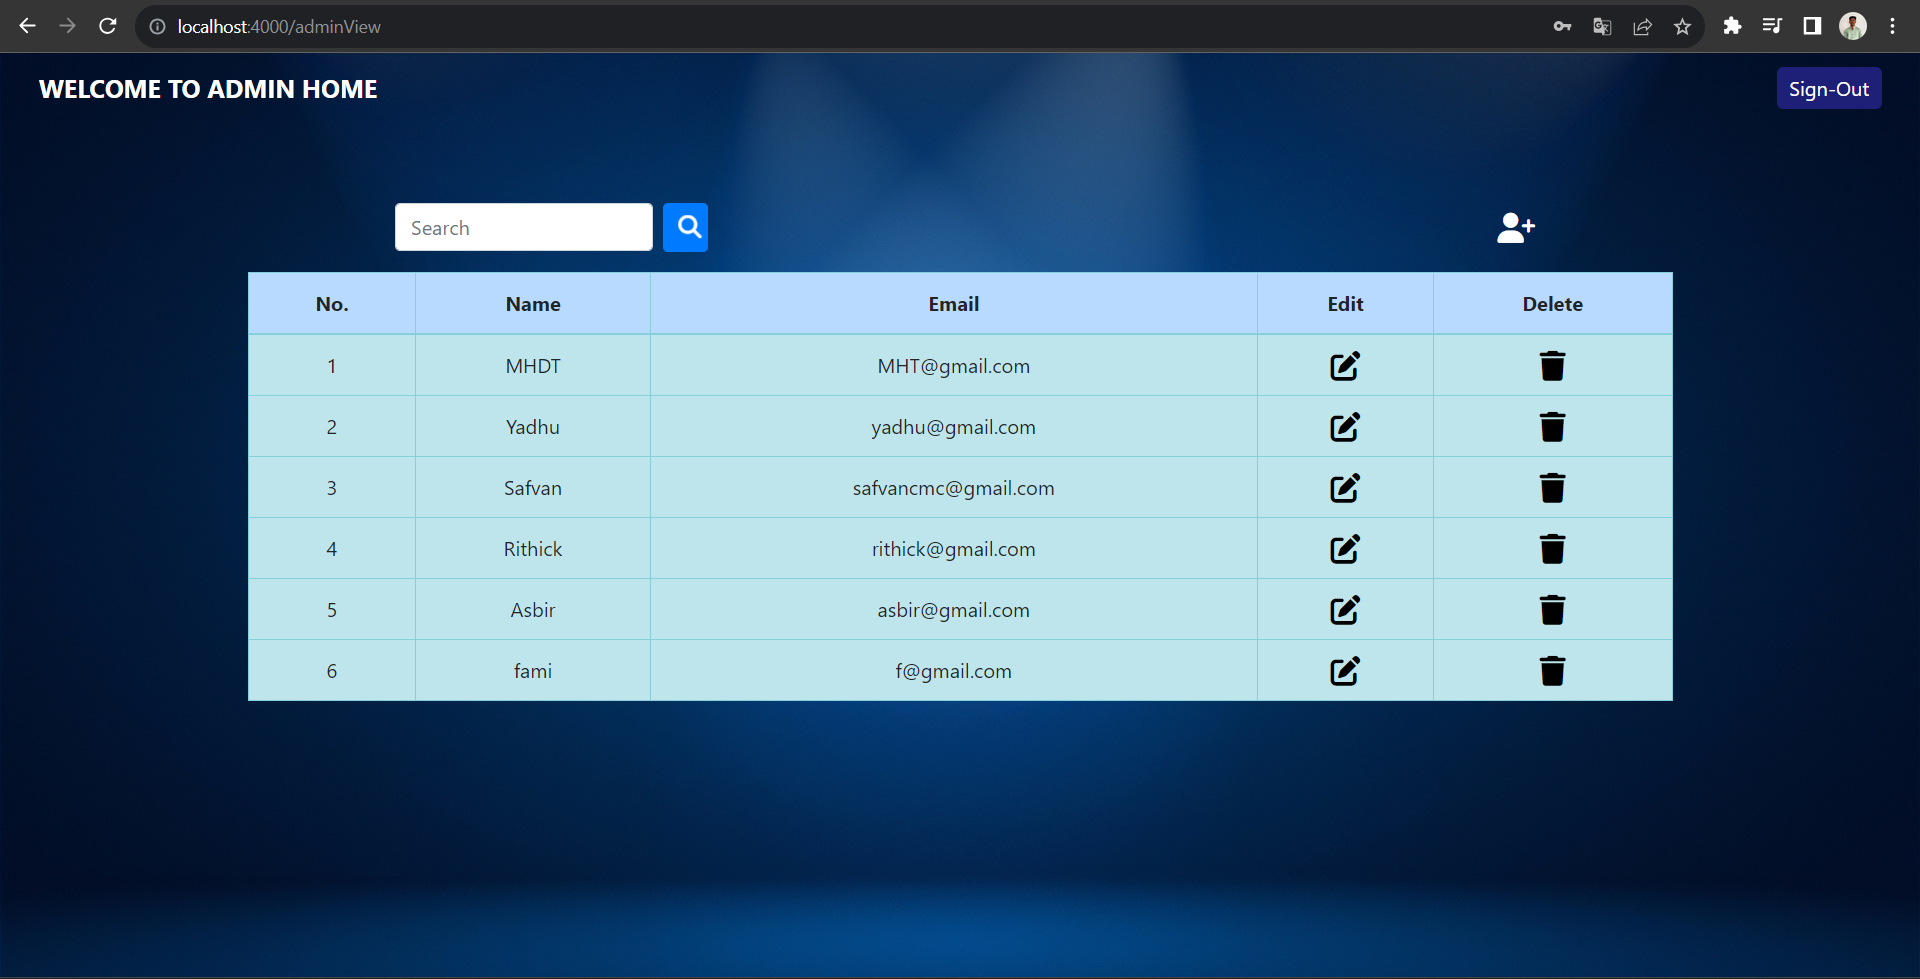 localhost:4000/adminView
WELCOME TO ADMIN HOME
Sign-Out
Search
No. Name Email Edit Delete
1 MHDT MHT@gmail.com
2 Yadhu yadhu@gmail.com
3 Safvan safvancmc@gmail.com
4 Rithick rithick@gmail.com
5 Asbir asbir@gmail.com
6 fami f@gmail.com